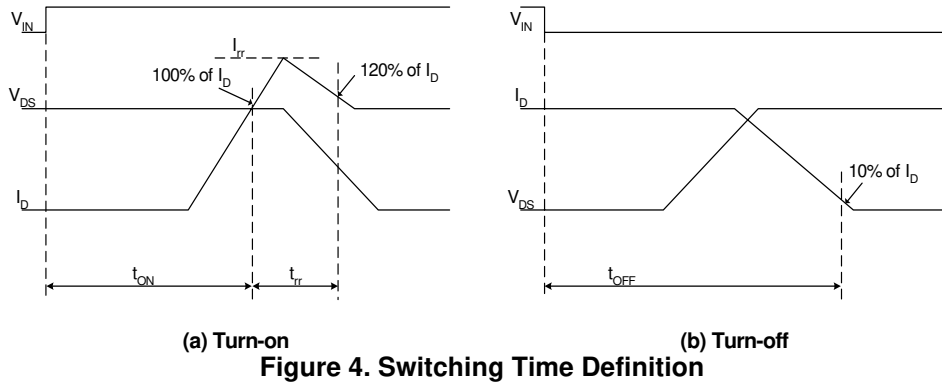 V_IN
I_rr
100% of I_D
120% of I_D
V_DS
I_D
t_ON
t_rr
(a) Turn-on
V_IN
I_D
10% of I_D
V_DS
t_OFF
(b) Turn-off
Figure 4. Switching Time Definition